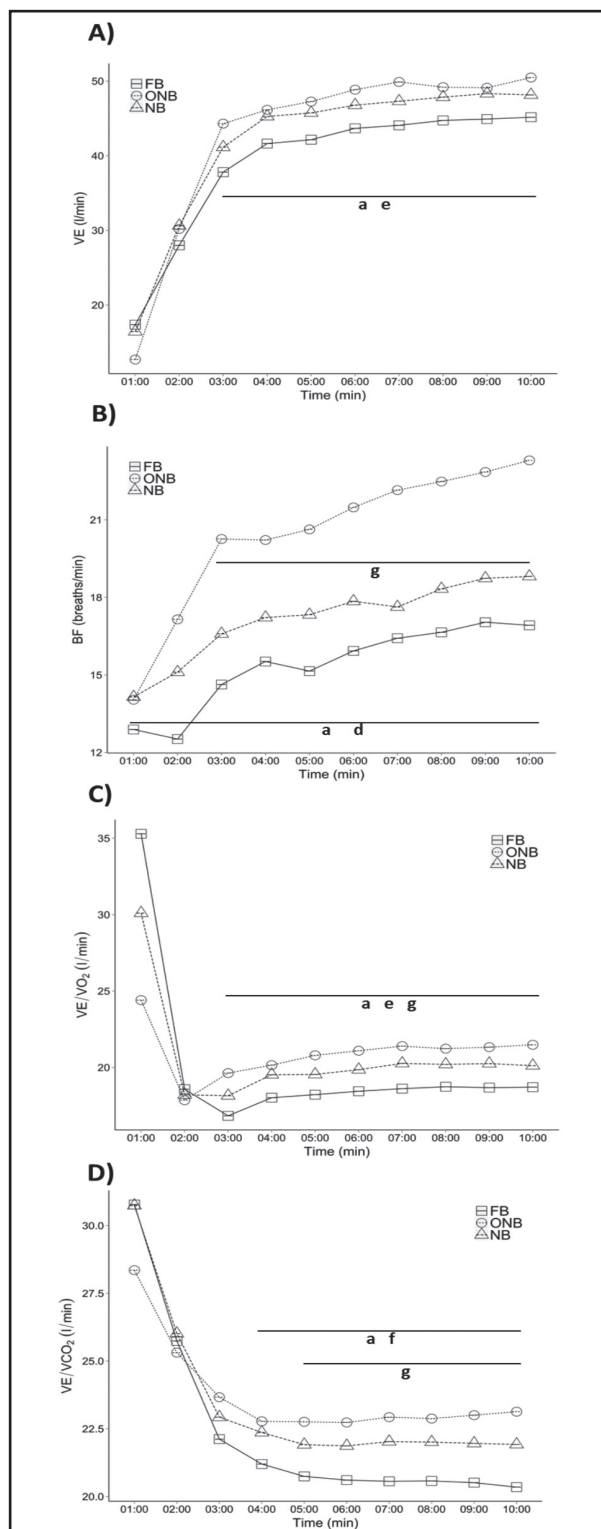 A)
50
40
30
20
VE (l/min)
FB
ONB
NB
a e
01:00 02:00 03:00 04:00 05:00 06:00 07:00 08:00 09:00 10:00
Time (min)
B)
21
18
15
12
BF (breaths/min)
FB
ONB
NB
g
a d
01:00 02:00 03:00 04:00 05:00 06:00 07:00 08:00 09:00 10:00
Time (min)
C)
35
30
25
20
VE/VO₂ (l/min)
FB
ONB
NB
a e g
01:00 02:00 03:00 04:00 05:00 06:00 07:00 08:00 09:00 10:00
Time (min)
D)
30.0
27.5
25.0
22.5
20.0
VE/VCO₂ (l/min)
FB
ONB
NB
a f
g
01:00 02:00 03:00 04:00 05:00 06:00 07:00 08:00 09:00 10:00
Time (min)